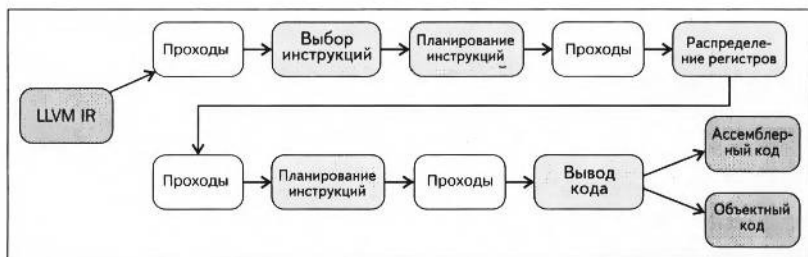 Проходы
Выбор
инструкций
Планирование
инструкций
Проходы
Распределе-
ние регистров
LLVM IR
Проходы
Планирование
инструкций
Проходы
Вывод
кода
Ассемблер-
ный код
Объектный
код